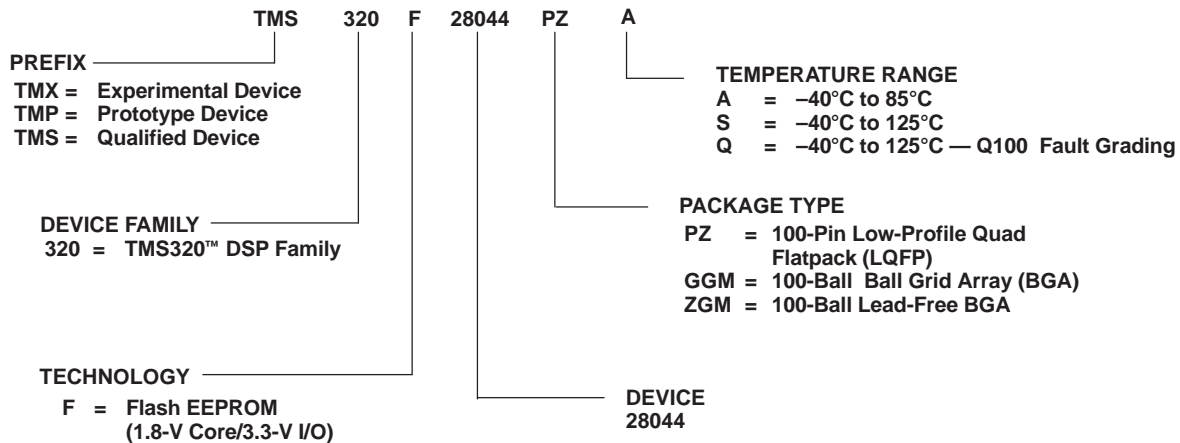 TMS 320 F 28044 PZ A
PREFIX
TMX = Experimental Device
TMP = Prototype Device
TMS = Qualified Device
TEMPERATURE RANGE
A = –40°C to 85°C
S = –40°C to 125°C
Q = –40°C to 125°C — Q100 Fault Grading
DEVICE FAMILY
320 = TMS320™ DSP Family
PACKAGE TYPE
PZ = 100-Pin Low-Profile Quad
Flatpack (LQFP)
GGM = 100-Ball Ball Grid Array (BGA)
ZGM = 100-Ball Lead-Free BGA
TECHNOLOGY
F = Flash EEPROM
(1.8-V Core/3.3-V I/O)
DEVICE
28044